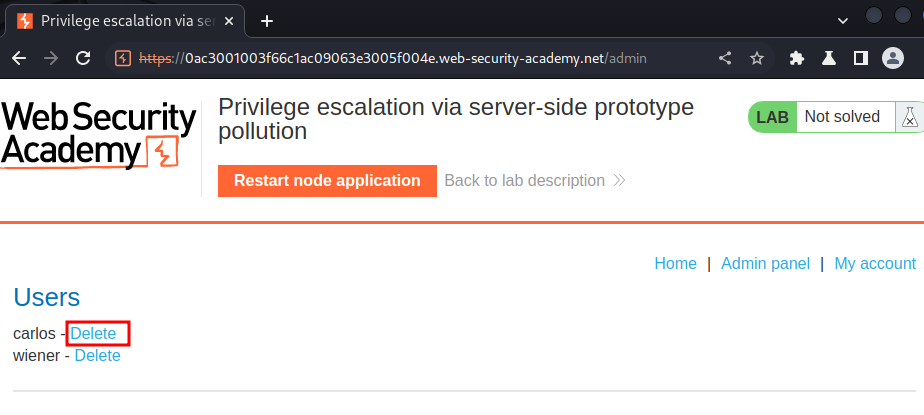 Privilege escalation via ser
https://0ac3001003f66c1ac09063e3005f004e.web-security-academy.net/admin
Web Security
Academy
Privilege escalation via server-side prototype
pollution
LAB Not solved
Restart node application Back to lab description
Home | Admin panel | My account
Users
carlos - Delete
wiener - Delete